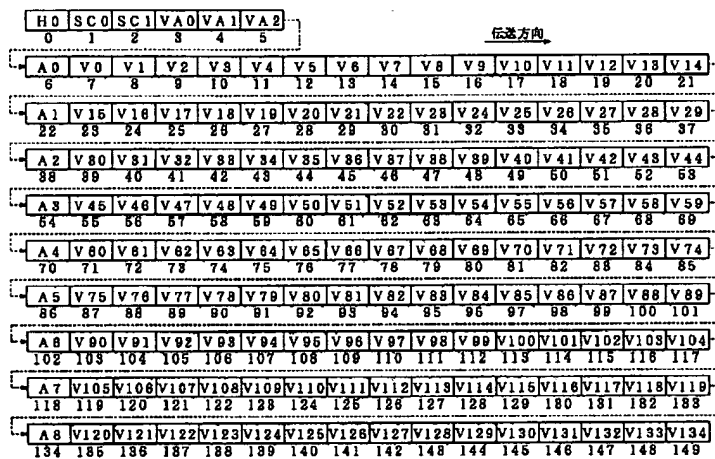 H0 SC0 SC1 VA0 VA1 VA2
0 1 2 3 4 5
伝送方向
A0 V0 V1 V2 V3 V4 V5 V6 V7 V8 V9 V10 V11 V12 V13 V14
6 7 8 9 10 11 12 13 14 15 16 17 18 19 20 21
A1 V15 V16 V17 V18 V19 V20 V21 V22 V23 V24 V25 V26 V27 V28 V29
22 23 24 25 26 27 28 29 30 31 32 33 34 35 36 37
A2 V30 V31 V32 V33 V34 V35 V36 V37 V38 V39 V40 V41 V42 V43 V44
38 39 40 41 42 43 44 45 46 47 48 49 50 51 52 53
A3 V45 V46 V47 V48 V49 V50 V51 V52 V53 V54 V55 V56 V57 V58 V59
54 55 56 57 58 59 60 61 62 63 64 65 66 67 68 69
A4 V60 V61 V62 V63 V64 V65 V66 V67 V68 V69 V70 V71 V72 V73 V74
70 71 72 73 74 75 76 77 78 79 80 81 82 83 84 85
A5 V75 V76 V77 V78 V79 V80 V81 V82 V83 V84 V85 V86 V87 V88 V89
86 87 88 89 90 91 92 93 94 95 96 97 98 99 100 101
A6 V90 V91 V92 V93 V94 V95 V96 V97 V98 V99 V100 V101 V102 V103 V104
102 103 104 105 106 107 108 109 110 111 112 113 114 115 116 117
A7 V105 V106 V107 V108 V109 V110 V111 V112 V113 V114 V115 V116 V117 V118 V119
118 119 120 121 122 123 124 125 126 127 128 129 130 131 132 133
A8 V120 V121 V122 V123 V124 V125 V126 V127 V128 V129 V130 V131 V132 V133 V134
134 135 136 137 138 139 140 141 142 143 144 145 146 147 148 149